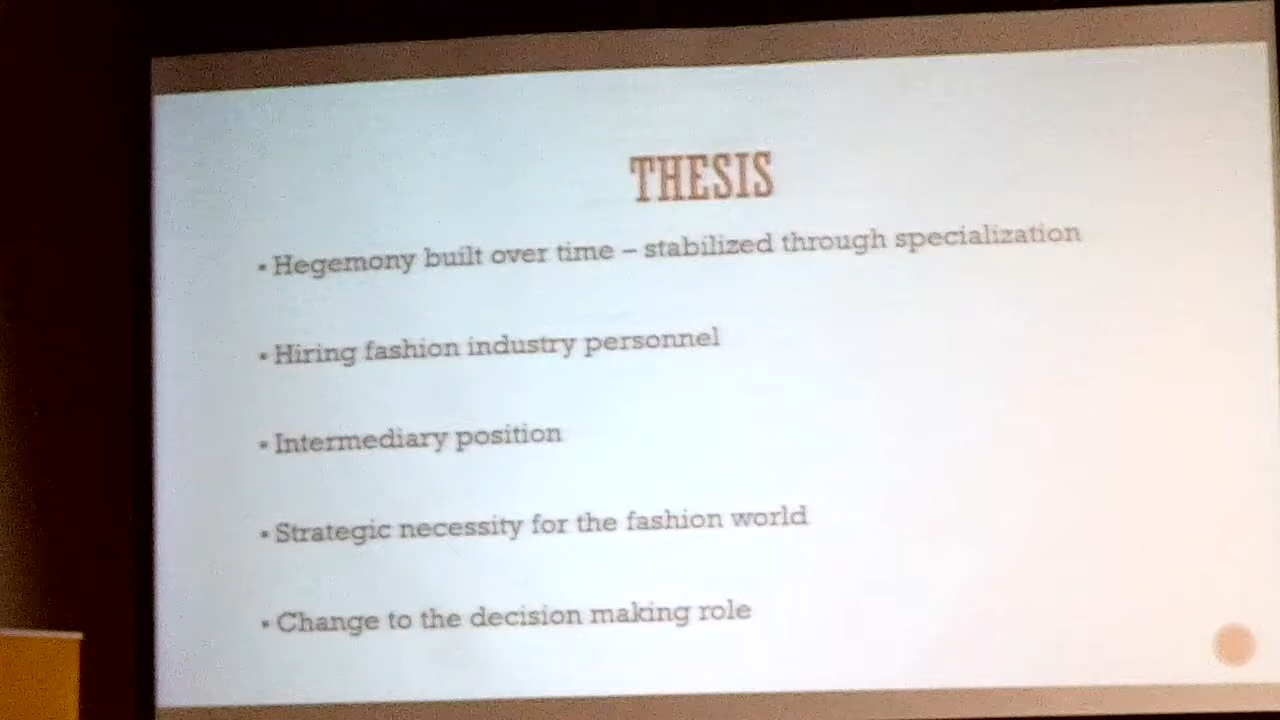 THESIS
▪ Hegemony built over time – stabilized through specialization
▪ Hiring fashion industry personnel
▪ Intermediary position
▪ Strategic necessity for the fashion world
▪ Change to the decision making role